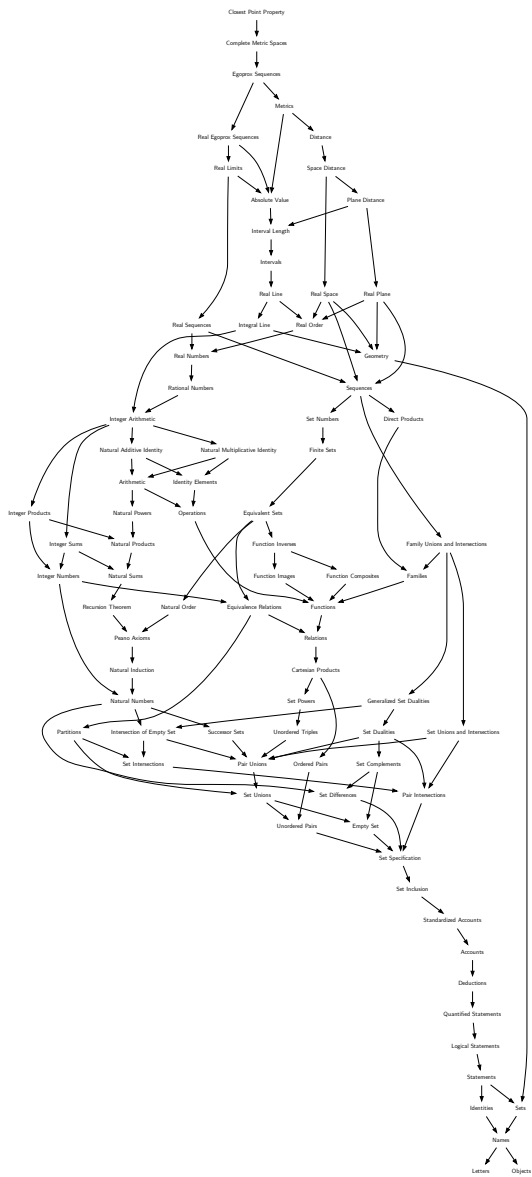 Closest Point Property
Complete Metric Spaces
Egoprox Sequences
Metrics
Real Egoprox Sequences
Distance
Real Limits
Space Distance
Absolute Value
Plane Distance
Interval Length
Intervals
Real Line
Real Space
Real Plane
Real Sequences
Integral Line
Real Order
Real Numbers
Geometry
Rational Numbers
Sequences
Integer Arithmetic
Set Numbers
Direct Products
Natural Additive Identity
Natural Multiplicative Identity
Finite Sets
Arithmetic
Identity Elements
Integer Products
Natural Powers
Operations
Equivalent Sets
Integer Sums
Natural Products
Function Inverses
Family Unions and Intersections
Integer Numbers
Natural Sums
Function Images
Function Composites
Families
Recursion Theorem
Natural Order
Equivalence Relations
Functions
Peano Axioms
Relations
Natural Induction
Cartesian Products
Natural Numbers
Set Powers
Generalized Set Dualities
Partitions
Intersection of Empty Set
Successor Sets
Unordered Triples
Set Dualities
Set Unions and Intersections
Set Intersections
Pair Unions
Ordered Pairs
Set Complements
Set Unions
Set Differences
Pair Intersections
Unordered Pairs
Empty Set
Set Specification
Set Inclusion
Standardized Accounts
Accounts
Deductions
Quantified Statements
Logical Statements
Statements
Identities
Sets
Names
Letters
Objects